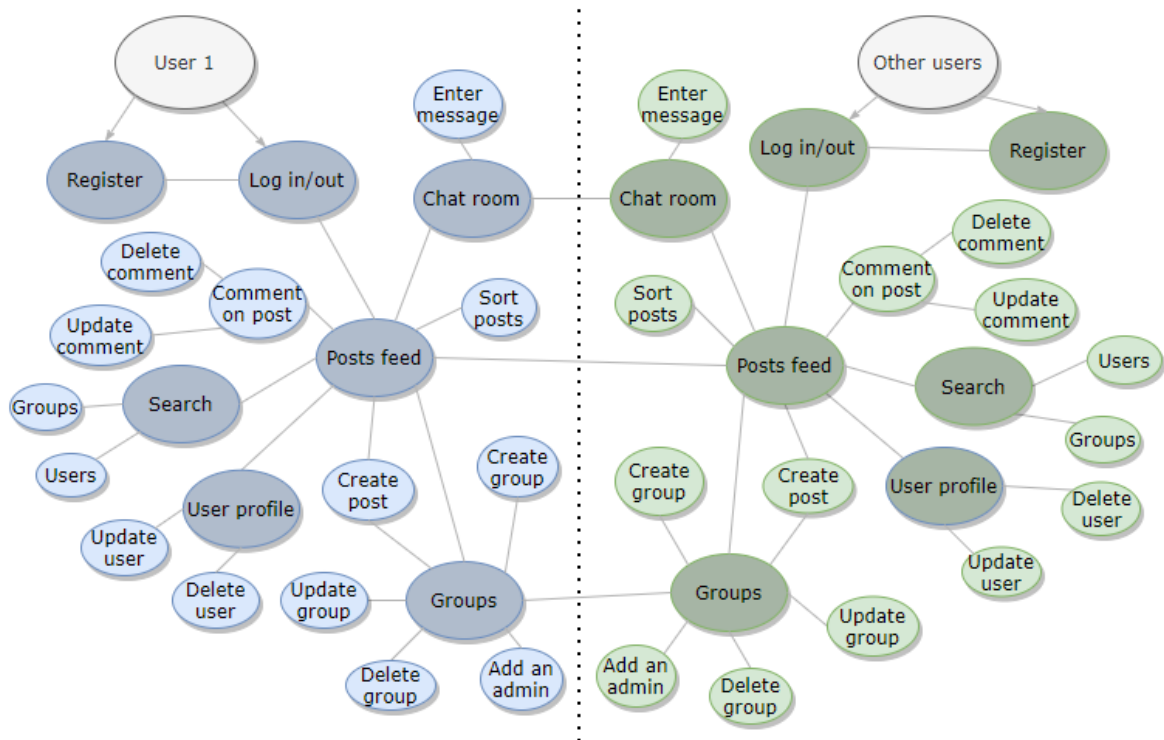 User 1
Enter
message
Register
Log in/out
Chat room
Delete
comment
Comment
on post
Update
comment
Sort
posts
Posts feed
Groups
Search
Users
Create
group
Create
post
User profile
Update
user
Delete
user
Update
group
Groups
Delete
group
Add an
admin
Other users
Enter
message
Log in/out
Register
Chat room
Delete
comment
Comment
on post
Update
comment
Sort
posts
Posts feed
Users
Search
Groups
Create
group
Create
post
User profile
Delete
user
Update
user
Groups
Update
group
Add an
admin
Delete
group